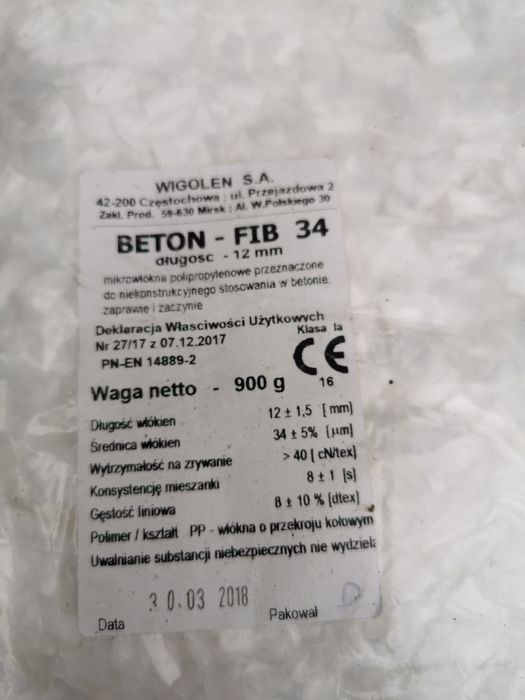 WIGOLEN S.A.
42-200 Częstochowa ; ul. Przejazdowa 2
Zakł. Prod. 59-630 Mirsk ; Al. W.Polskiego 30
BETON - FIB 34
długosc - 12 mm
mikrowłokna polipropylenowe przeznaczone
do niekonstrukcyjnego stosowania w betonie,
zaprawie i zaczynie
Deklaracja Własciwości Użytkowych
Nr 27/17 z 07.12.2017
Klasa Ia
PN-EN 14889-2
CE
16
Waga netto - 900 g
Długość włókien 12 ± 1,5 [mm]
Średnica włókien 34 ± 5% [µm]
Wytrzymałość na zrywanie > 40 [cN/tex]
Konsystencję mieszanki 8 ± 1 [s]
Gęstość liniowa 8 ± 10 % [dtex]
Polimer / kształt PP - włókna o przekroju kołowym
Uwalnianie substancji niebezpiecznych nie wydziela
Data 30.03 2018 Pakował